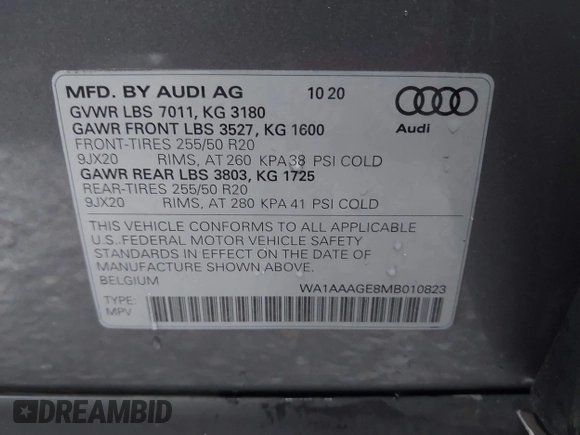 MFD. BY AUDI AG 10 20
GVWR LBS 7011, KG 3180
GAWR FRONT LBS 3527, KG 1600
FRONT-TIRES 255/50 R20
9JX20 RIMS, AT 260 KPA 38 PSI COLD
GAWR REAR LBS 3803, KG 1725
REAR-TIRES 255/50 R20
9JX20 RIMS, AT 280 KPA 41 PSI COLD
Audi
THIS VEHICLE CONFORMS TO ALL APPLICABLE
U.S. FEDERAL MOTOR VEHICLE SAFETY
STANDARDS IN EFFECT ON THE DATE OF
MANUFACTURE SHOWN ABOVE.
BELGIUM WA1AAAGE8MB010823
TYPE:
MPV
DREAMBID